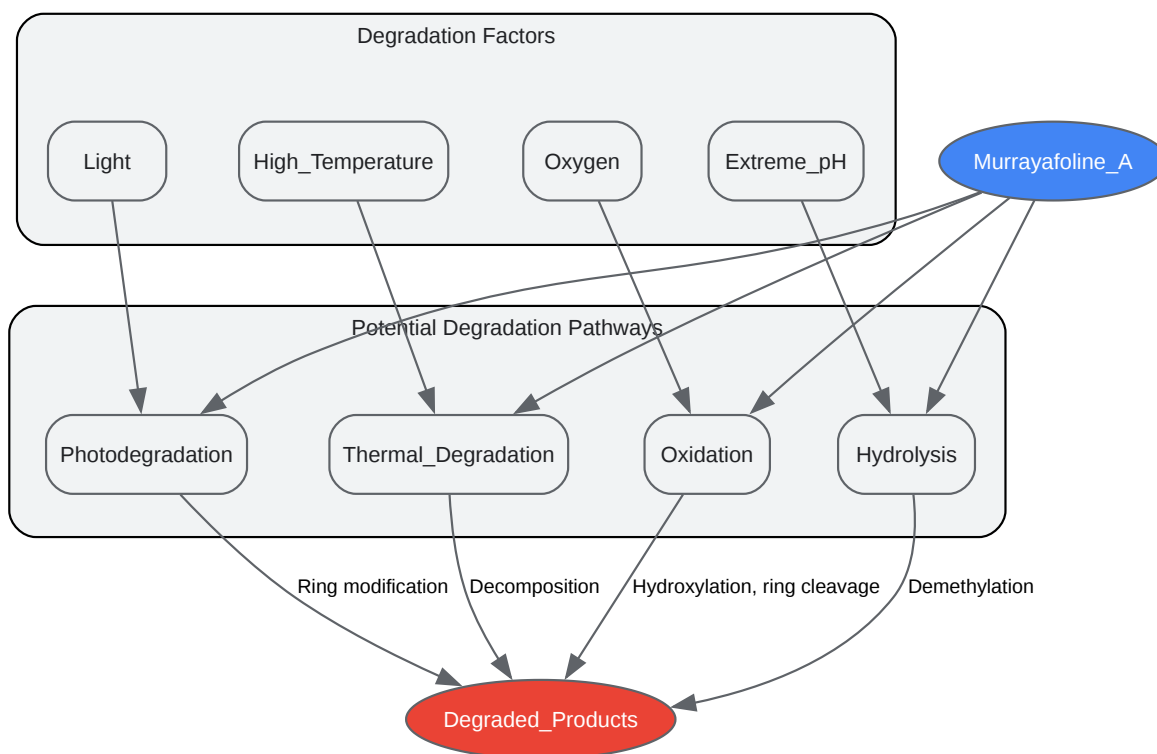 Degradation Factors
Light
High_Temperature
Oxygen
Extreme_pH
Murrayafoline_A
Potential Degradation Pathways
Photodegradation
Thermal_Degradation
Oxidation
Hydrolysis
Ring modification
Decomposition
Hydroxylation, ring cleavage
Demethylation
Degraded_Products